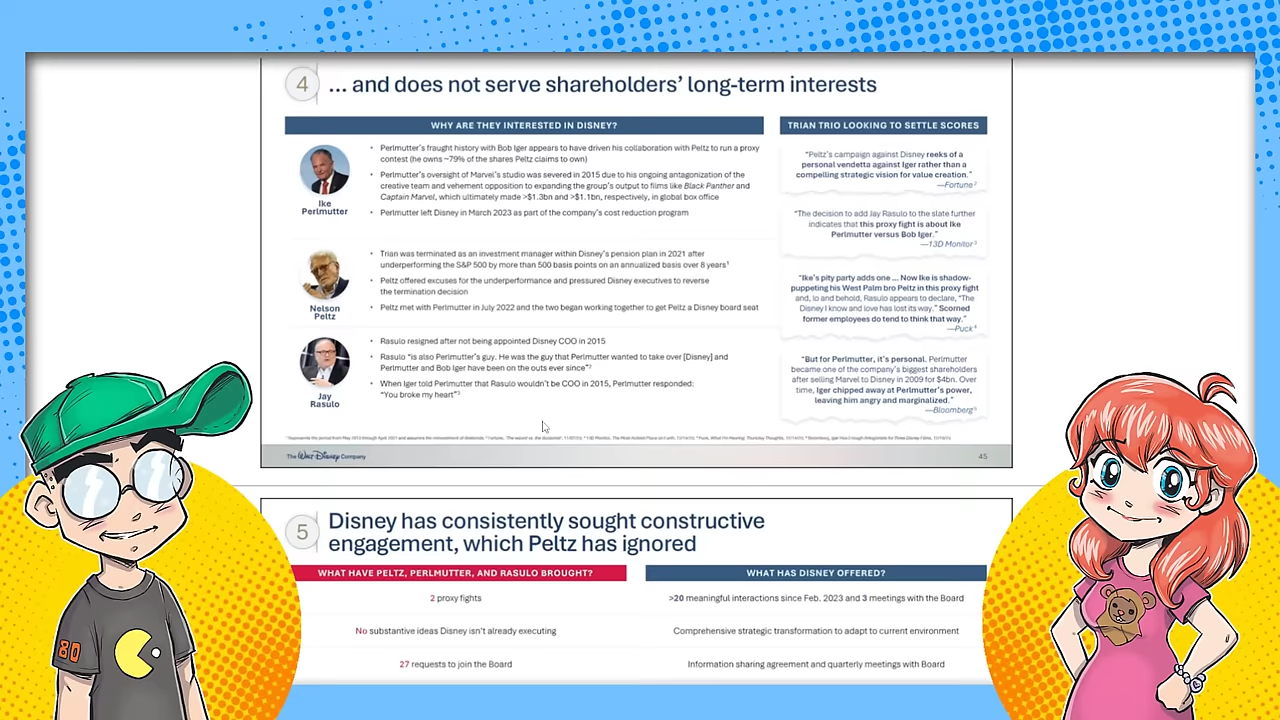 4
... and does not serve shareholders' long-term interests
WHY ARE THEY INTERESTED IN DISNEY?
Ike
Perlmutter
• Perlmutter's fraught history with Bob Iger appears to have driven his collaboration with Peltz to run a proxy
contest (he owns ~79% of the shares Peltz claims to own)
• Perlmutter's oversight of Marvel's studio was severed in 2015 due to his ongoing antagonization of the
creative team and vehement opposition to expanding the group's output to films like Black Panther and
Captain Marvel, which ultimately made >$1.3bn and >$1.1bn, respectively, in global box office
• Perlmutter left Disney in March 2023 as part of the company's cost reduction program
Nelson
Peltz
• Trian was terminated as an investment manager within Disney's pension plan in 2021 after
underperforming the S&P 500 by more than 500 basis points on an annualized basis over 8 years¹
• Peltz offered excuses for the underperformance and pressured Disney executives to reverse
the termination decision
• Peltz met with Perlmutter in July 2022 and the two began working together to get Peltz a Disney board seat
Jay
Rasulo
• Rasulo resigned after not being appointed Disney COO in 2015
• Rasulo "is also Perlmutter's guy. He was the guy that Perlmutter wanted to take over [Disney] and
Perlmutter and Bob Iger have been on the outs ever since"²
• When Iger told Perlmutter that Rasulo wouldn't be COO in 2015, Perlmutter responded:
"You broke my heart"³
TRIAN TRIO LOOKING TO SETTLE SCORES
"Peltz's campaign against Disney reeks of a
personal vendetta against Iger rather than a
compelling strategic vision for value creation."
—Fortune²
"The decision to add Jay Rasulo to the slate further
indicates that this proxy fight is about Ike
Perlmutter versus Bob Iger."
—13D Monitor³
"Ike's pity party adds one ... Now Ike is shadow-
puppeting his West Palm bro Peltz in this proxy fight
and, lo and behold, Rasulo appears to declare, "The
Disney I know and love has lost its way." Scorned
former employees do tend to think that way."
—Puck⁴
"But for Perlmutter, it's personal. Perlmutter
became one of the company's biggest shareholders
after selling Marvel to Disney in 2009 for $4bn. Over
time, Iger chipped away at Perlmutter's power,
leaving him angry and marginalized."
—Bloomberg⁵
The Walt Disney Company
45
5
Disney has consistently sought constructive
engagement, which Peltz has ignored
WHAT HAVE PELTZ, PERLMUTTER, AND RASULO BROUGHT?
WHAT HAS DISNEY OFFERED?
2 proxy fights
>20 meaningful interactions since Feb. 2023 and 3 meetings with the Board
No substantive ideas Disney isn't already executing
Comprehensive strategic transformation to adapt to current environment
27 requests to join the Board
Information sharing agreement and quarterly meetings with Board
80